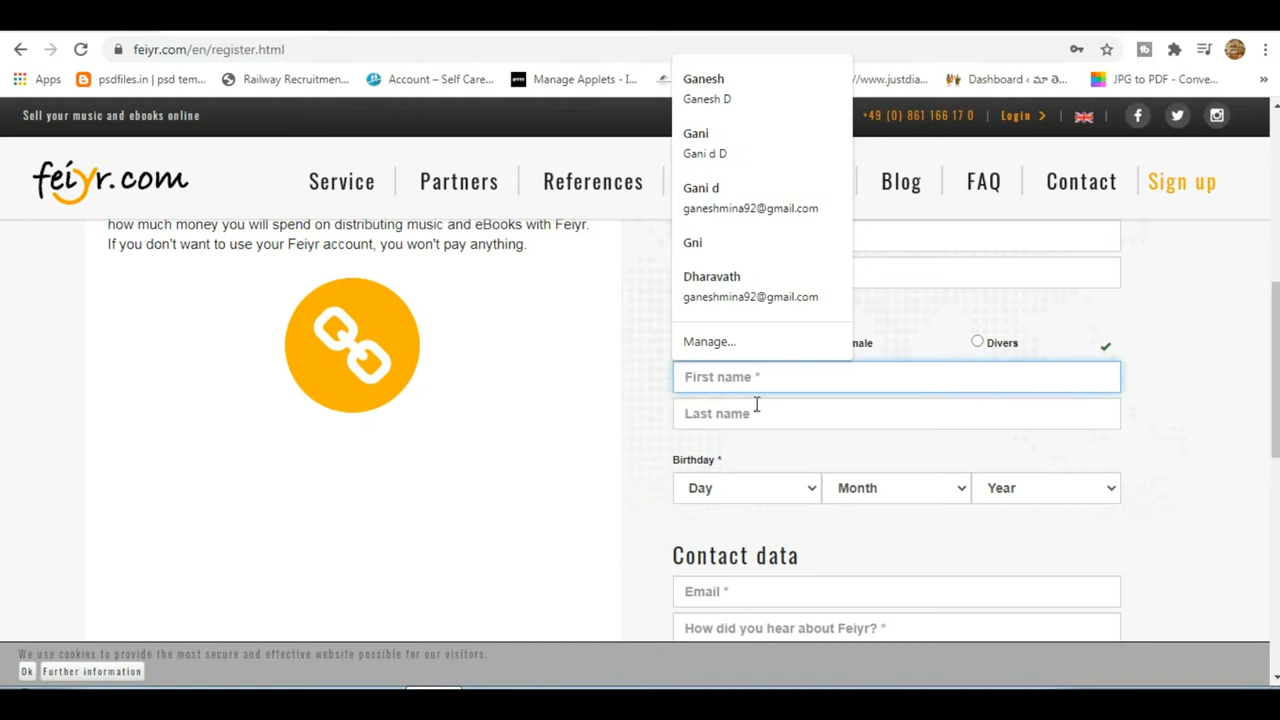 feiyr.com/en/register.html
Apps psdfiles.in | psd tem... Railway Recruitmen... Account – Self Care... Manage Applets - I... //www.justdia... Dashboard ‹ మా తె... JPG to PDF - Conve...
Sell your music and ebooks online
+49 (0) 861 166 17 0 | Login |
feiyr.com
Service Partners References Blog FAQ Contact Sign up
how much money you will spend on distributing music and eBooks with Feiyr.
If you don't want to use your Feiyr account, you won't pay anything.
Ganesh
Ganesh D
Gani
Gani d D
Gani d
ganeshmina92@gmail.com
Gni
Dharavath
ganeshmina92@gmail.com
Manage...
male Divers
First name *
Last name
Birthday *
Day Month Year
Contact data
Email *
How did you hear about Feiyr? *
We use cookies to provide the most secure and effective website possible for our visitors.
Ok Further information